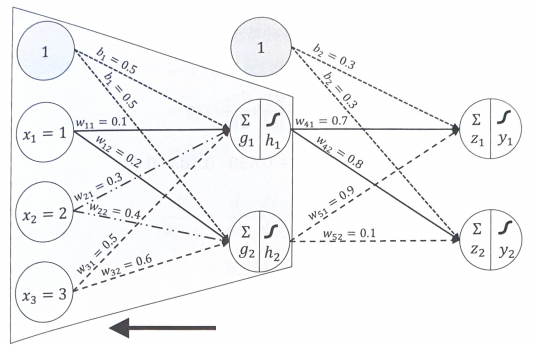 1
1
b₁ = 0.5
b₁ = 0.5
b₂ = 0.3
b₂ = 0.3
x₁ = 1
w₁₁ = 0.1
w₁₂ = 0.2
Σ
g₁
h₁
w₄₁ = 0.7
w₄₂ = 0.8
Σ
z₁
y₁
x₂ = 2
w₂₁ = 0.3
w₂₂ = 0.4
w₅₁ = 0.9
w₅₂ = 0.1
Σ
g₂
h₂
Σ
z₂
y₂
x₃ = 3
w₃₁ = 0.5
w₃₂ = 0.6